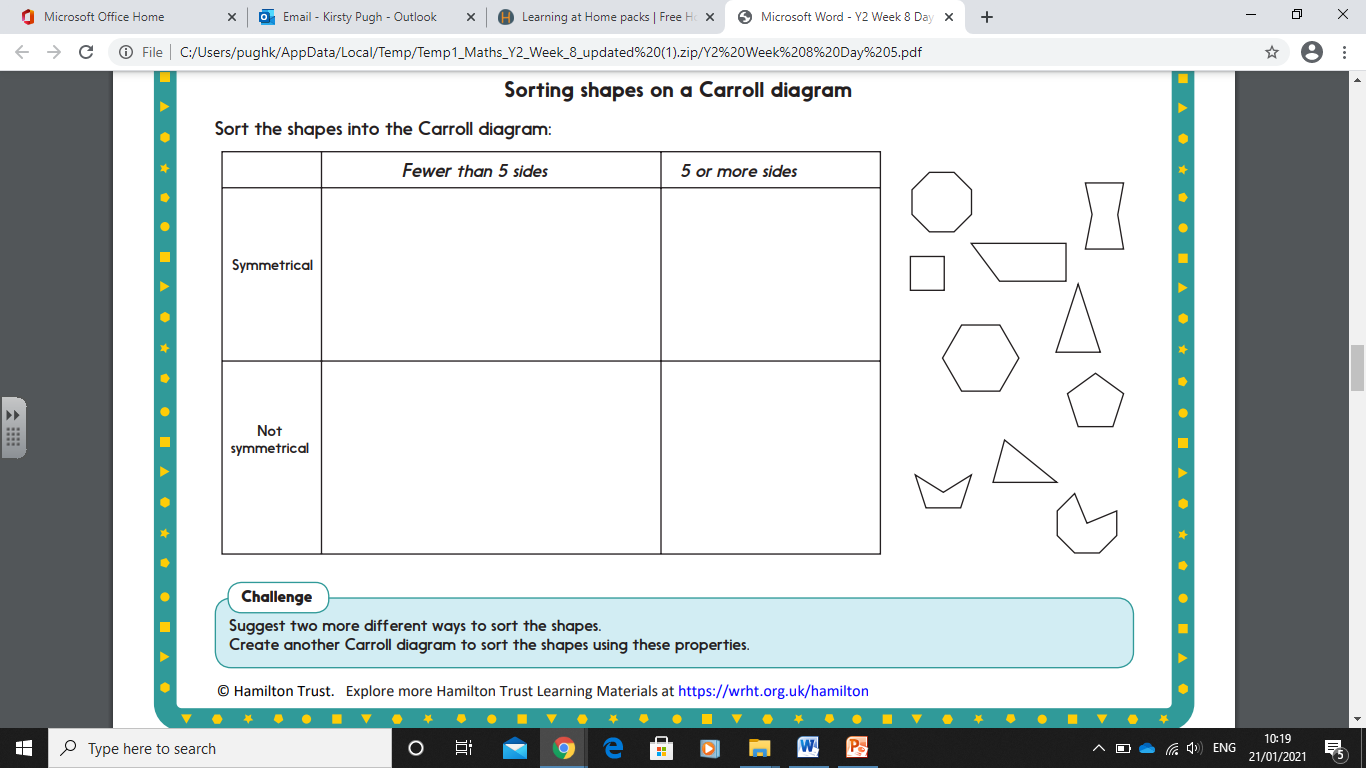 Microsoft Office Home
Email - Kirsty Pugh - Outlook
Learning at Home packs | Free H
Microsoft Word - Y2 Week 8 Day
File
C:/Users/pughk/AppData/Local/Temp/Temp1_Maths_Y2_Week_8_updated%20(1).zip/Y2%20Week%208%20Day%205.pdf
Sorting shapes on a Carroll diagram
Sort the shapes into the Carroll diagram:
Fewer than 5 sides
5 or more sides
Symmetrical
Not
symmetrical
Challenge
Suggest two more different ways to sort the shapes.
Create another Carroll diagram to sort the shapes using these properties.
© Hamilton Trust. Explore more Hamilton Trust Learning Materials at https://wrht.org.uk/hamilton
Type here to search
ENG
10:19
21/01/2021
5